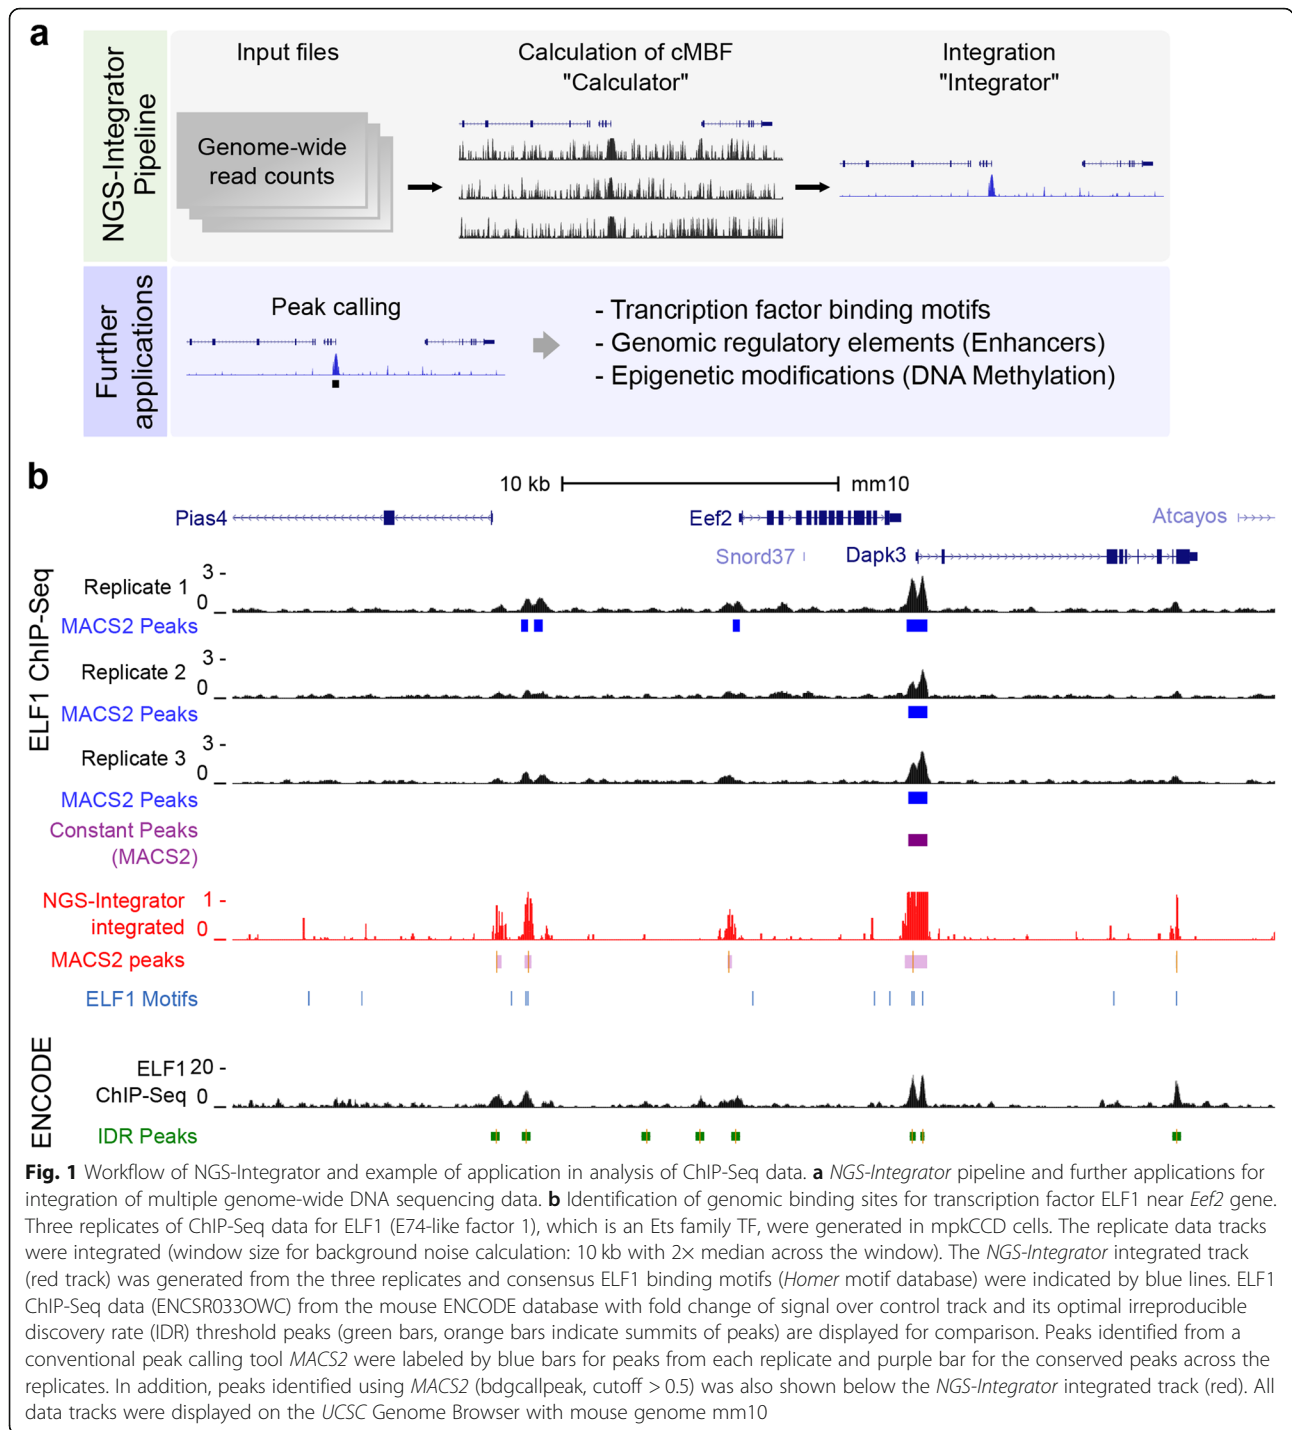 a
NGS-Integrator
Pipeline
Input files
Genome-wide
read counts
Calculation of cMBF
"Calculator"
Integration
"Integrator"
Further
applications
Peak calling
- Trancription factor binding motifs
- Genomic regulatory elements (Enhancers)
- Epigenetic modifications (DNA Methylation)
b
10 kb mm10
Pias4 Eef2 Atcayos
Snord37 Dapk3
ELF1 ChIP-Seq
3 -
Replicate 1
0
MACS2 Peaks
3 -
Replicate 2
0
MACS2 Peaks
3 -
Replicate 3
0
MACS2 Peaks
Constant Peaks
(MACS2)
NGS-Integrator 1 -
integrated 0
MACS2 peaks
ELF1 Motifs
ENCODE
ELF1 20 -
ChIP-Seq 0
IDR Peaks
Fig. 1 Workflow of NGS-Integrator and example of application in analysis of ChIP-Seq data. a NGS-Integrator pipeline and further applications for
integration of multiple genome-wide DNA sequencing data. b Identification of genomic binding sites for transcription factor ELF1 near Eef2 gene.
Three replicates of ChIP-Seq data for ELF1 (E74-like factor 1), which is an Ets family TF, were generated in mpkCCD cells. The replicate data tracks
were integrated (window size for background noise calculation: 10 kb with 2× median across the window). The NGS-Integrator integrated track
(red track) was generated from the three replicates and consensus ELF1 binding motifs (Homer motif database) were indicated by blue lines. ELF1
ChIP-Seq data (ENCSR033OWC) from the mouse ENCODE database with fold change of signal over control track and its optimal irreproducible
discovery rate (IDR) threshold peaks (green bars, orange bars indicate summits of peaks) are displayed for comparison. Peaks identified from a
conventional peak calling tool MACS2 were labeled by blue bars for peaks from each replicate and purple bar for the conserved peaks across the
replicates. In addition, peaks identified using MACS2 (bdgcallpeak, cutoff > 0.5) was also shown below the NGS-Integrator integrated track (red). All
data tracks were displayed on the UCSC Genome Browser with mouse genome mm10